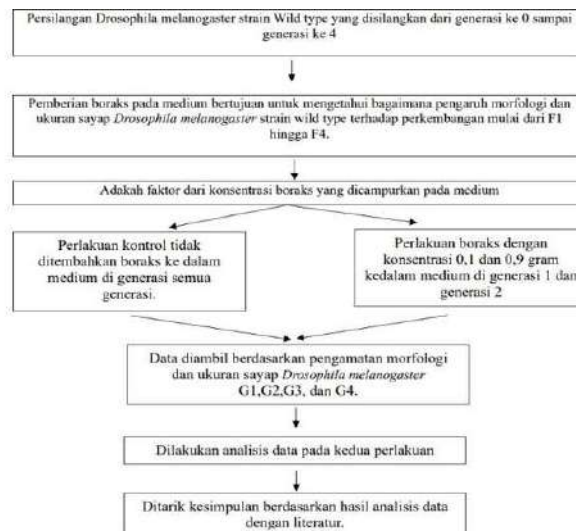 Persilangan Drosophila melanogaster strain Wild type yang disilangkan dari generasi ke 0 sampai
generasi ke 4
Pemberian boraks pada medium bertujuan untuk mengetahui bagaimana pengaruh morfologi dan
ukuran sayap Drosophila melanogaster strain wild type terhadap perkembangan mulai dari F1
hingga F4.
Adakah faktor dari konsentrasi boraks yang dicampurkan pada medium
Perlakuan kontrol tidak
ditembahkan boraks ke dalam
medium di generasi semua
generasi.
Perlakuan boraks dengan
konsentrasi 0,1 dan 0,9 gram
kedalam medium di generasi 1 dan
generasi 2
Data diambil berdasarkan pengamatan morfologi
dan ukuran sayap Drosophila melanogaster
G1,G2,G3, dan G4.
Dilakukan analisis data pada kedua perlakuan
Ditarik kesimpulan berdasarkan hasil analisis data
dengan literatur.